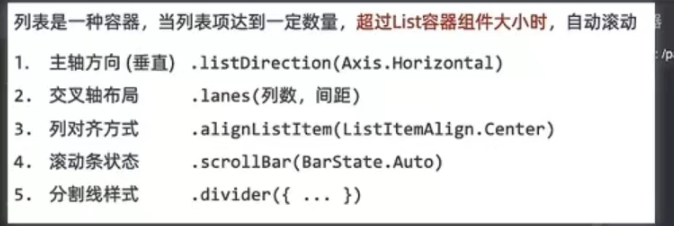 列表是一种容器，当列表项达到一定数量，超过List容器组件大小时，自动滚动
1. 主轴方向 (垂直) .listDirection(Axis.Horizontal)
2. 交叉轴布局 .lanes(列数，间距)
3. 列对齐方式 .alignListItem(ListItemAlign.Center)
4. 滚动条状态 .scrollBar(BarState.Auto)
5. 分割线样式 .divider({ ... })